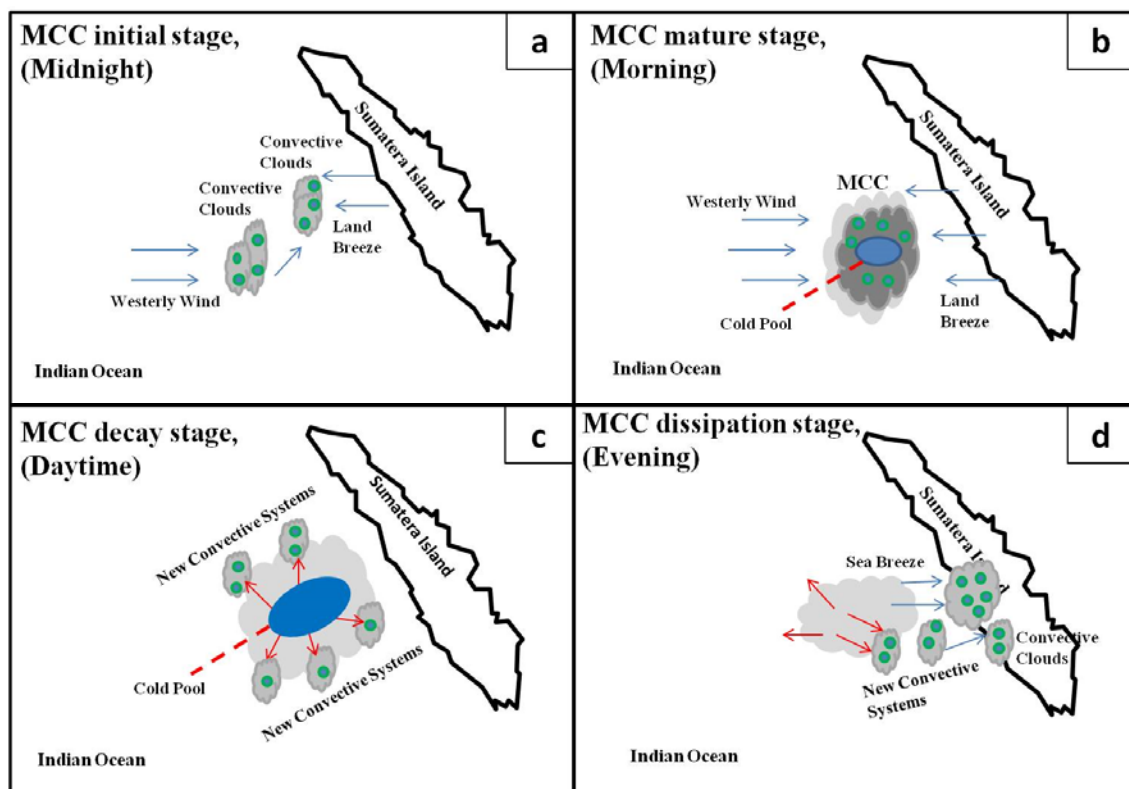 MCC initial stage,
(Midnight)
a
Convective
Clouds
Convective
Clouds
Sumatera Island
Land
Breeze
Westerly Wind
Indian Ocean
MCC mature stage,
(Morning)
b
Sumatera Island
MCC
Westerly Wind
Land
Breeze
Cold Pool
Indian Ocean
MCC decay stage,
(Daytime)
c
New Convective Systems
Sumatera Island
Cold Pool
New Convective Systems
Indian Ocean
MCC dissipation stage,
(Evening)
d
Sumatera Is
d
Sea Breeze
Convective
Clouds
New Convective
Systems
Indian Ocean